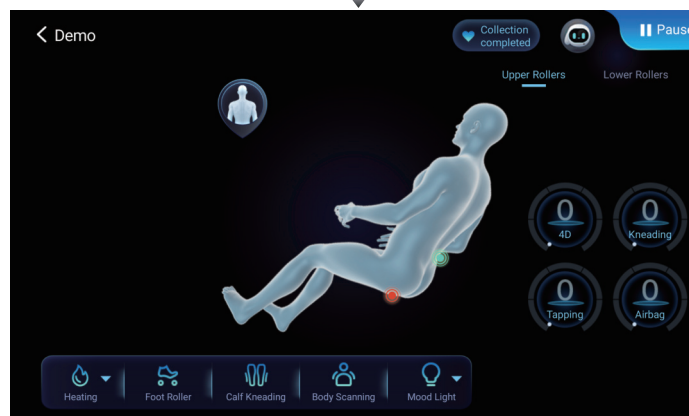 Demo
Collection
completed
Pause
Upper Rollers
Lower Rollers
0
4D
0
Kneading
0
Tapping
0
Airbag
Heating
Foot Roller
Calf Kneading
Body Scanning
Mood Light